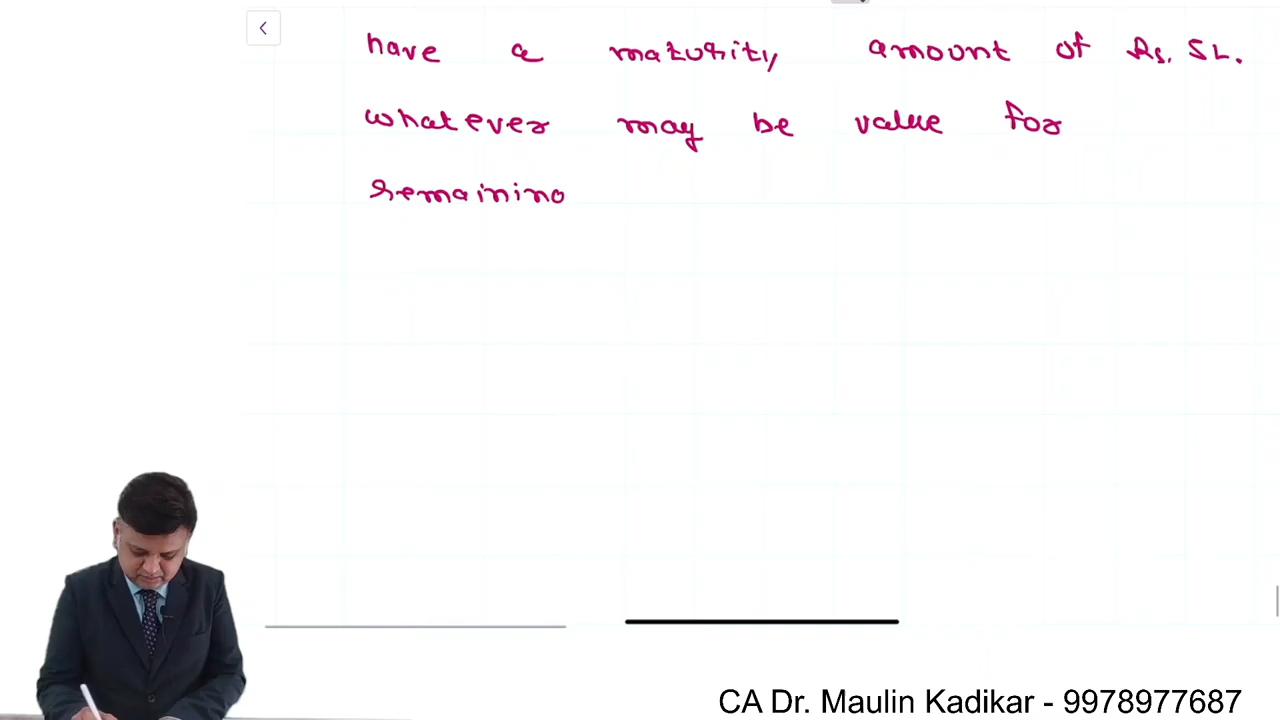 have a maturity amount of Rs. 5L.
whatever may be value for
remaining
CA Dr. Maulin Kadikar - 9978977687